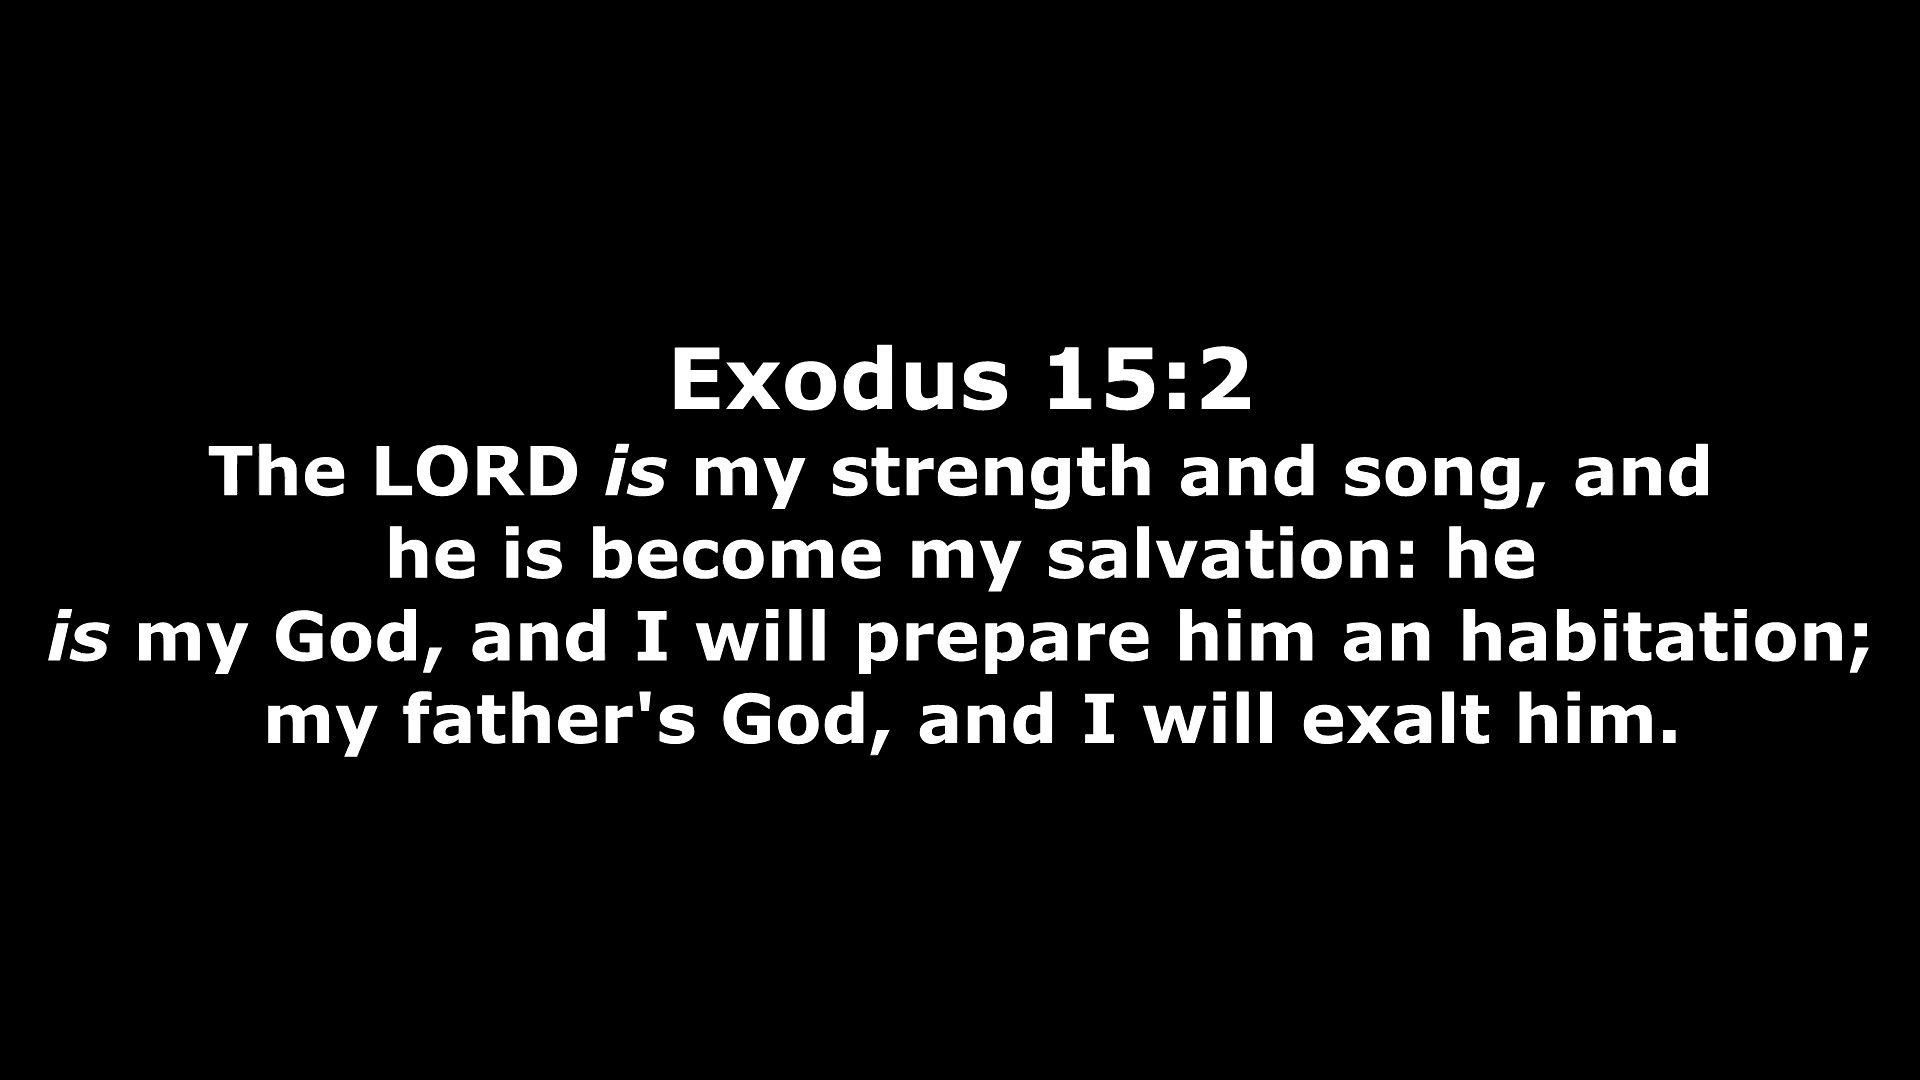 Exodus 15:2
The LORD is my strength and song, and
he is become my salvation: he
is my God, and I will prepare him an habitation;
my father's God, and I will exalt him.